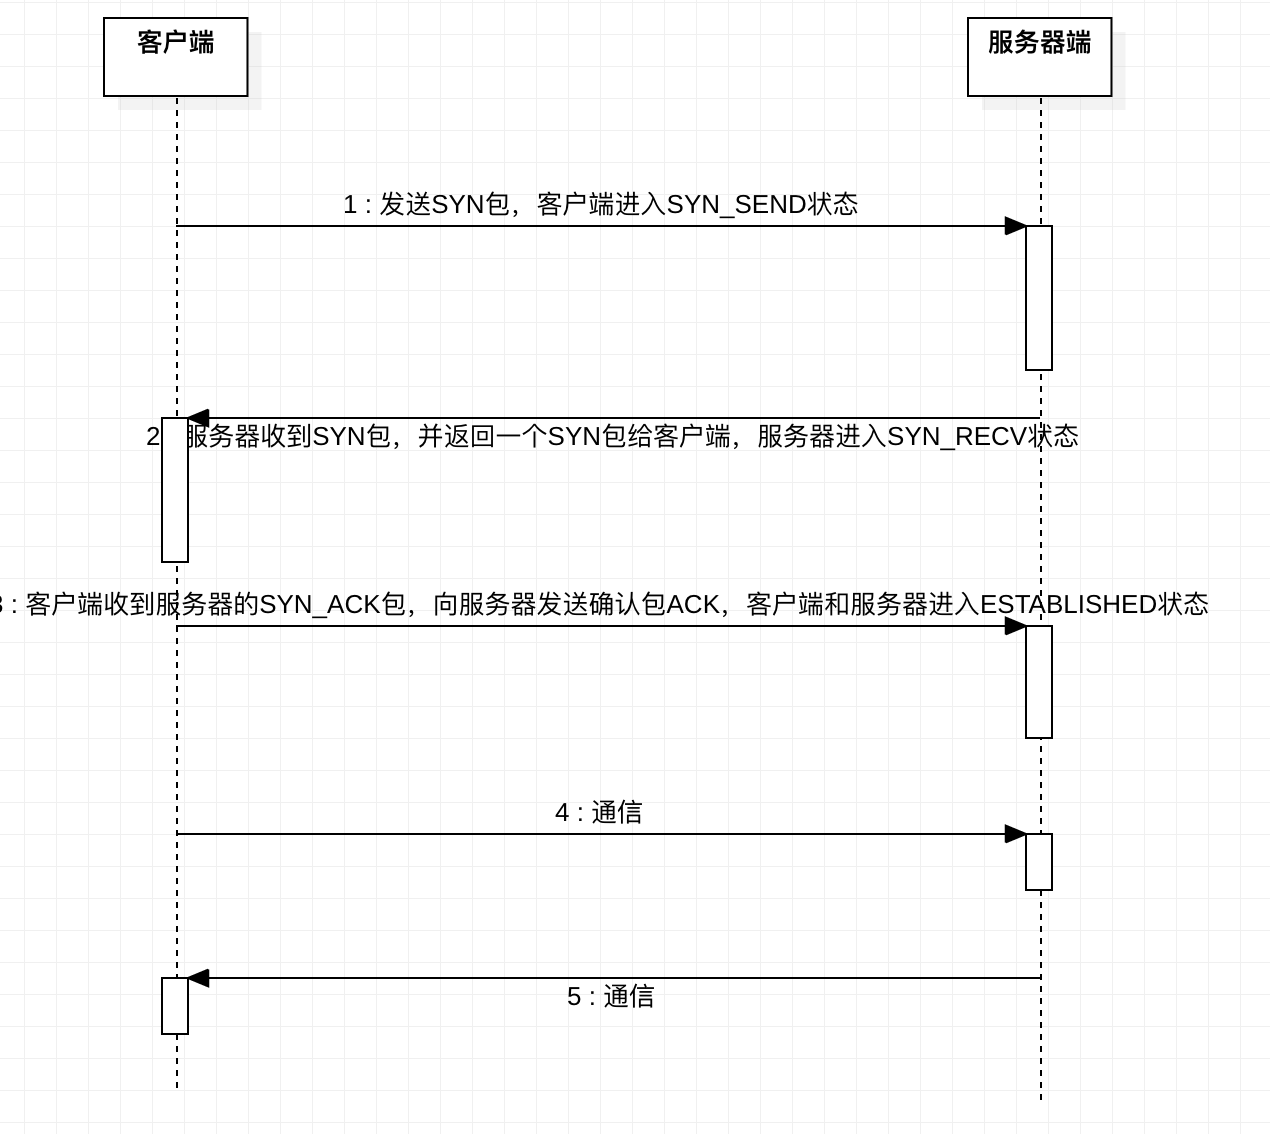 客户端
服务器端
1 : 发送SYN包，客户端进入SYN_SEND状态
2 服务器收到SYN包，并返回一个SYN包给客户端，服务器进入SYN_RECV状态
3 : 客户端收到服务器的SYN_ACK包，向服务器发送确认包ACK，客户端和服务器进入ESTABLISHED状态
4 : 通信
5 : 通信